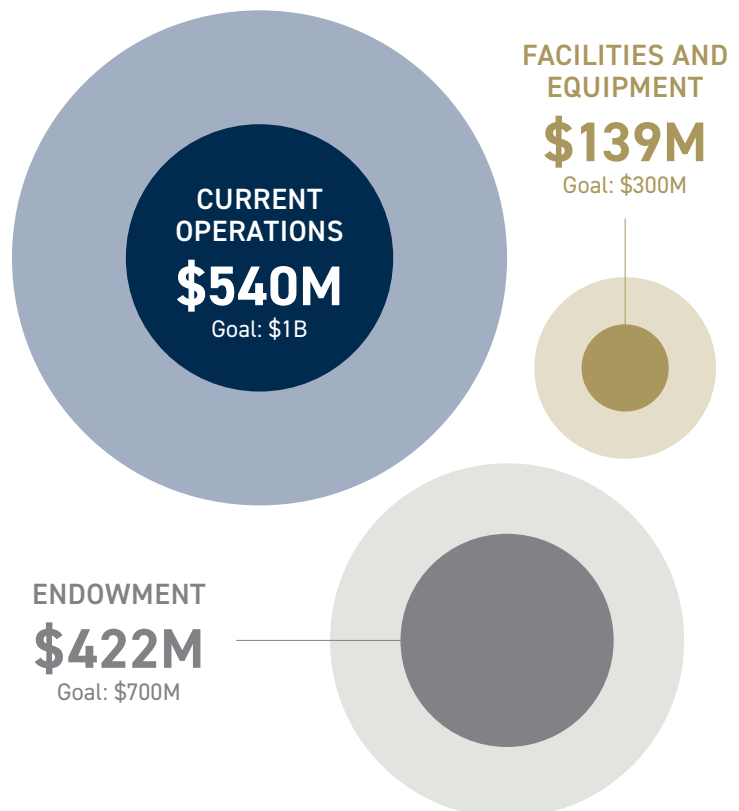 CURRENT
OPERATIONS
$540M
Goal: $1B
FACILITIES AND
EQUIPMENT
$139M
Goal: $300M
ENDOWMENT
$422M
Goal: $700M